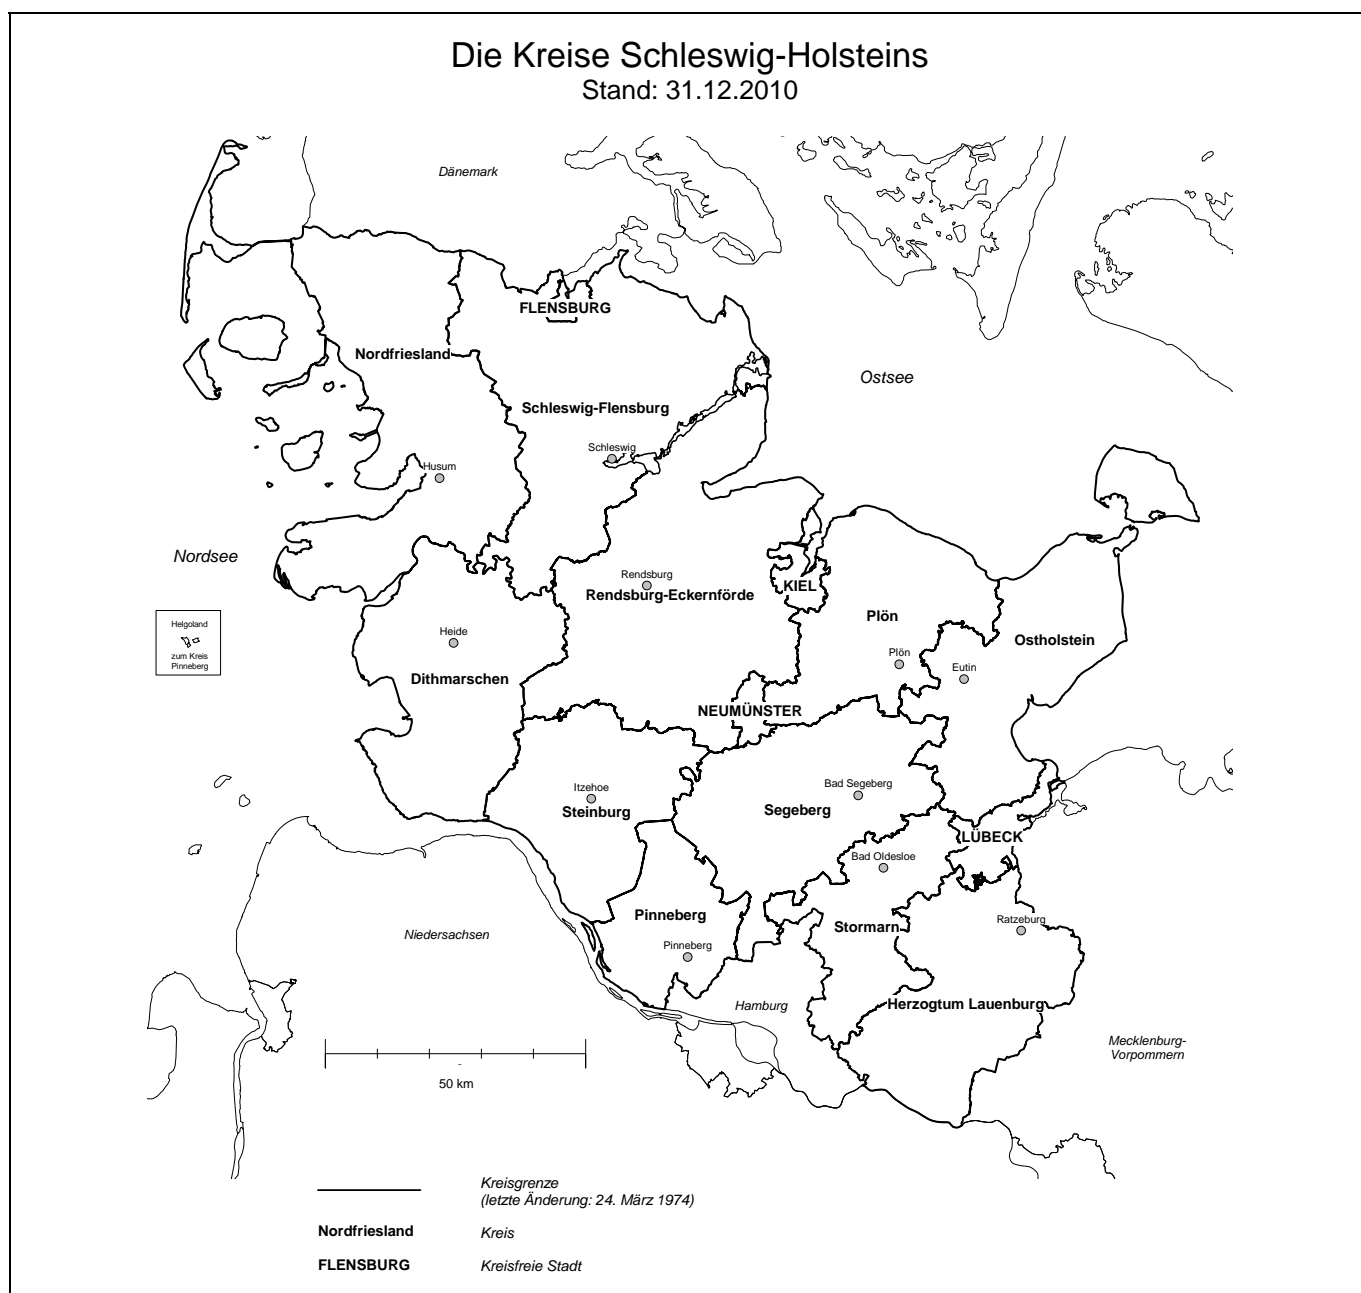 Die Kreise Schleswig-Holsteins
Stand: 31.12.2010
Dänemark
FLENSBURG
Nordfriesland
Ostsee
Schleswig-Flensburg
Schleswig
Husum
Nordsee
Rendsburg
Rendsburg-Eckernförde
KIEL
Plön
Helgoland
zum Kreis
Pinneberg
Heide
Ostholstein
Plön
Eutin
Dithmarschen
NEUMÜNSTER
Itzehoe
Steinburg
Bad Segeberg
Segeberg
LÜBECK
Bad Oldesloe
Pinneberg
Stormarn
Ratzeburg
Niedersachsen
Pinneberg
Hamburg
Herzogtum Lauenburg
Mecklenburg-
Vorpommern
50 km
Kreisgrenze
(letzte Änderung: 24. März 1974)
Nordfriesland Kreis
FLENSBURG Kreisfreie Stadt